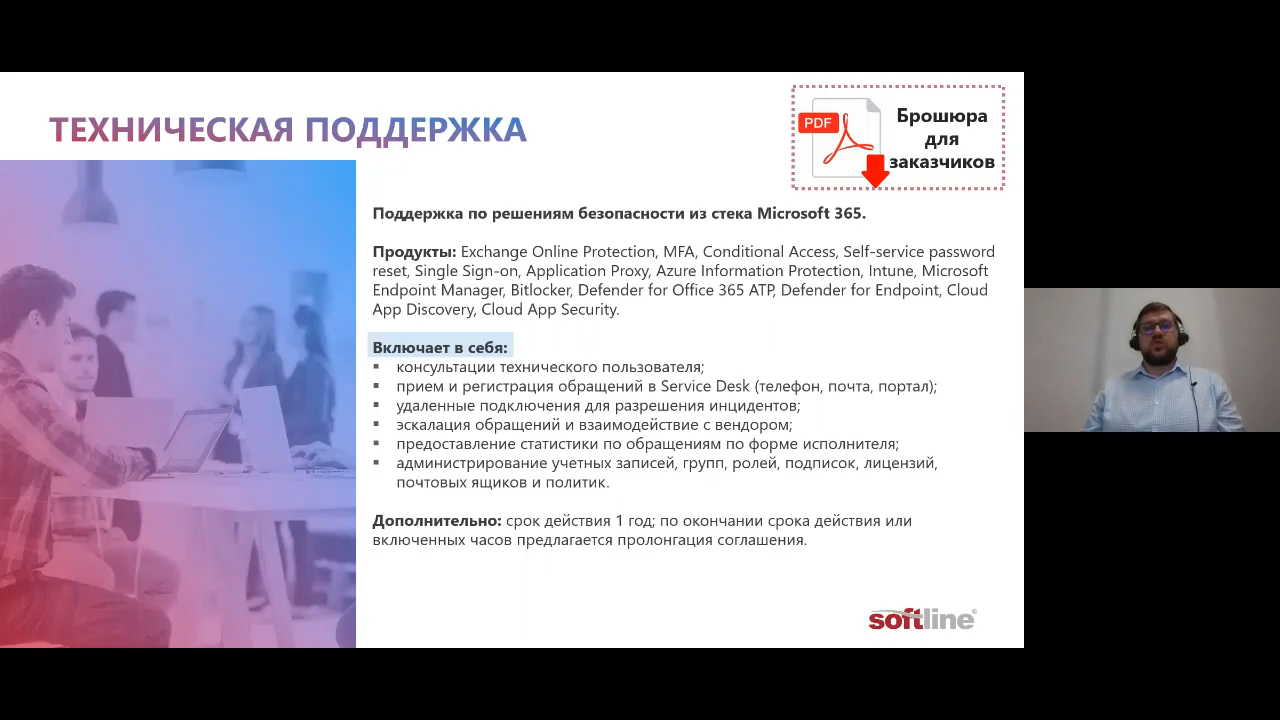 ТЕХНИЧЕСКАЯ ПОДДЕРЖКА
PDF
Брошюра
для
заказчиков
Поддержка по решениям безопасности из стека Microsoft 365.
Продукты: Exchange Online Protection, MFA, Conditional Access, Self-service password
reset, Single Sign-on, Application Proxy, Azure Information Protection, Intune, Microsoft
Endpoint Manager, Bitlocker, Defender for Office 365 ATP, Defender for Endpoint, Cloud
App Discovery, Cloud App Security.
Включает в себя:
▪ консультации технического пользователя;
▪ прием и регистрация обращений в Service Desk (телефон, почта, портал);
▪ удаленные подключения для разрешения инцидентов;
▪ эскалация обращений и взаимодействие с вендором;
▪ предоставление статистики по обращениям по форме исполнителя;
▪ администрирование учетных записей, групп, ролей, подписок, лицензий,
почтовых ящиков и политик.
Дополнительно: срок действия 1 год; по окончании срока действия или
включенных часов предлагается пролонгация соглашения.
softline®